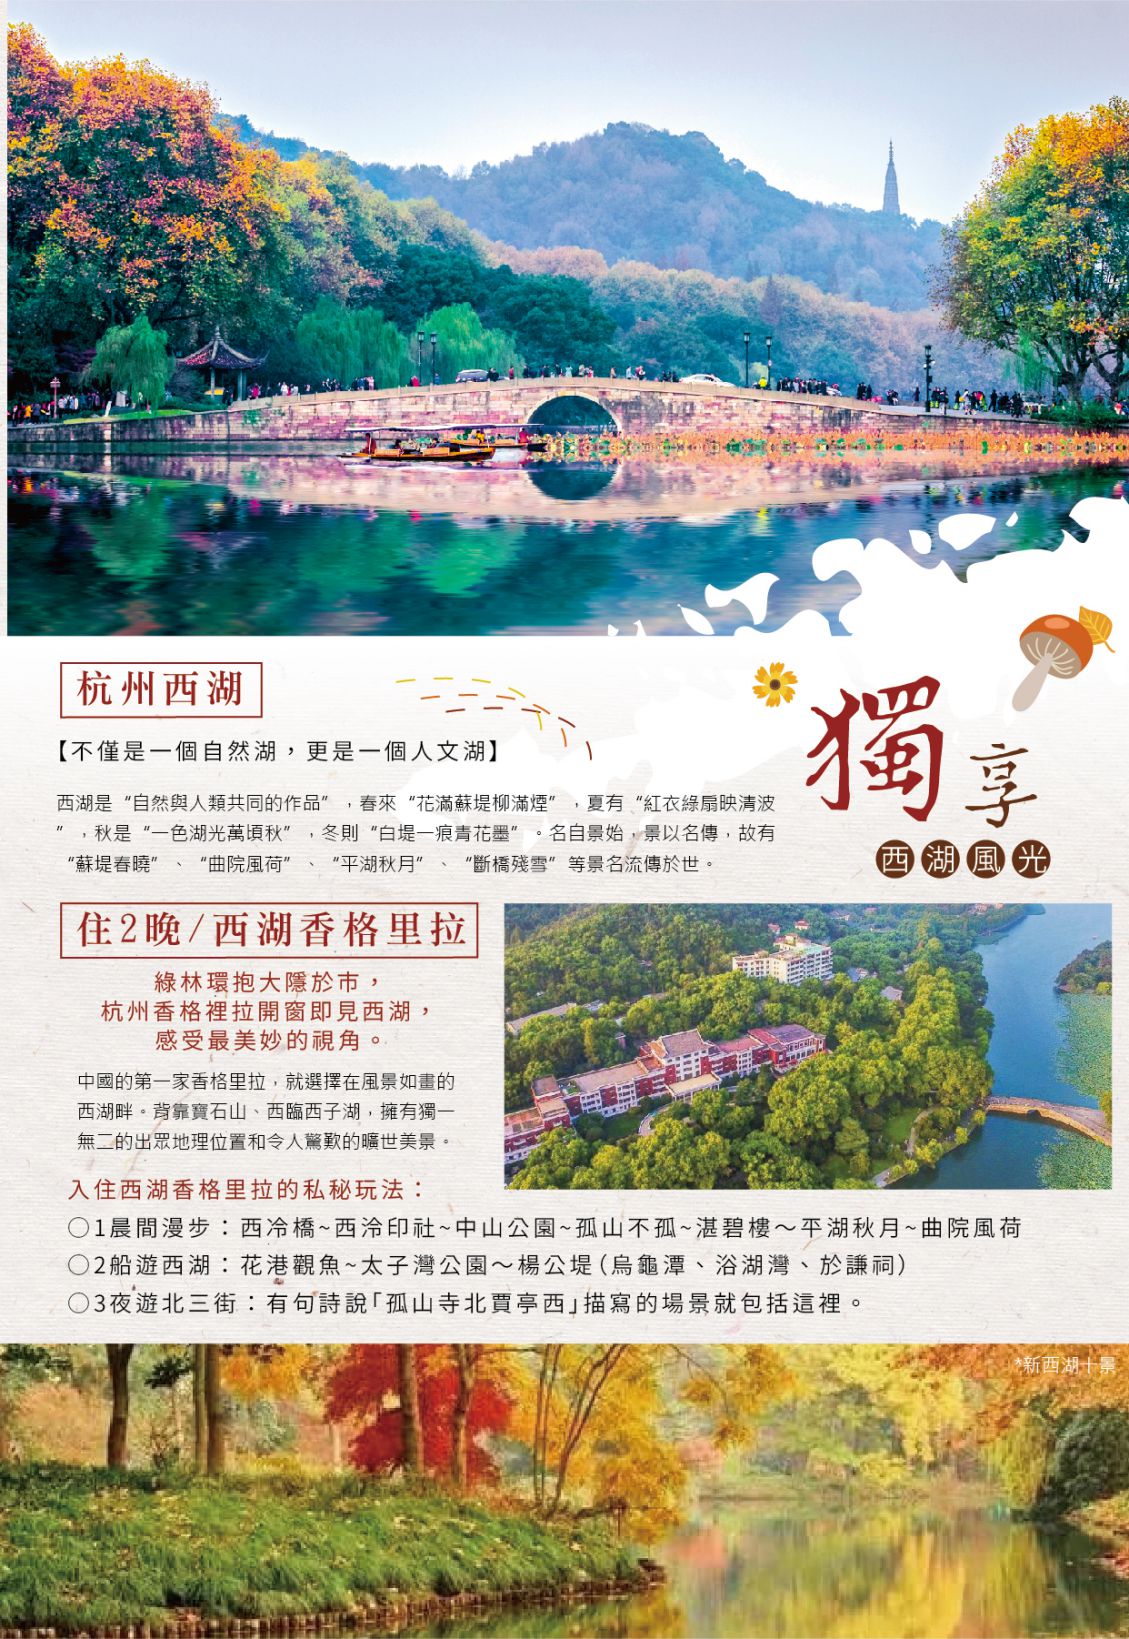 杭州西湖
【不僅是一個自然湖，更是一個人文湖】
西湖是“自然與人類共同的作品”，春來“花滿蘇堤柳滿煙”，夏有“紅衣綠扇映清波
”，秋是“一色湖光萬頃秋”，冬則“白堤一痕青花墨”。名自景始，景以名傳，故有
“蘇堤春曉”、“曲院風荷”、“平湖秋月”、“斷橋殘雪”等景名流傳於世。
獨享
西湖風光
住2晚/西湖香格里拉
綠林環抱大隱於市，
杭州香格裡拉開窗即見西湖，
感受最美妙的視角。
中國的第一家香格里拉，就選擇在風景如畫的
西湖畔。背靠寶石山、西臨西子湖，擁有獨一
無二的出眾地理位置和令人驚歎的曠世美景。
入住西湖香格里拉的私秘玩法：
○1晨間漫步：西冷橋~西泠印社~中山公園~孤山不孤~湛碧樓～平湖秋月~曲院風荷
○2船遊西湖：花港觀魚~太子灣公園～楊公堤（烏龜潭、浴湖灣、於謙祠）
○3夜遊北三街：有句詩說「孤山寺北賈亭西」描寫的場景就包括這裡。
*新西湖十景